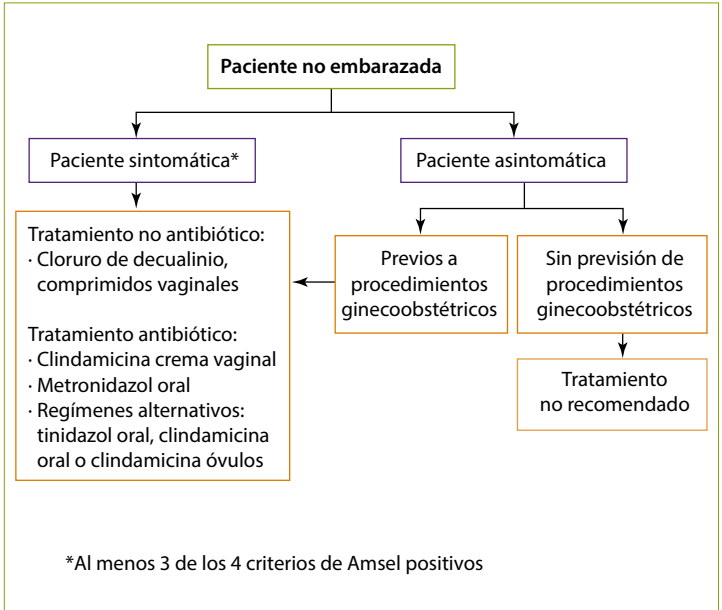 Paciente no embarazada
Paciente sintomática*
Paciente asintomática
Tratamiento no antibiótico:
· Cloruro de decualinio,
comprimidos vaginales
Tratamiento antibiótico:
· Clindamicina crema vaginal
· Metronidazol oral
· Regímenes alternativos:
tinidazol oral, clindamicina
oral o clindamicina óvulos
Previos a
procedimientos
ginecoobstétricos
Sin previsión de
procedimientos
ginecoobstétricos
Tratamiento
no recomendado
*Al menos 3 de los 4 criterios de Amsel positivos